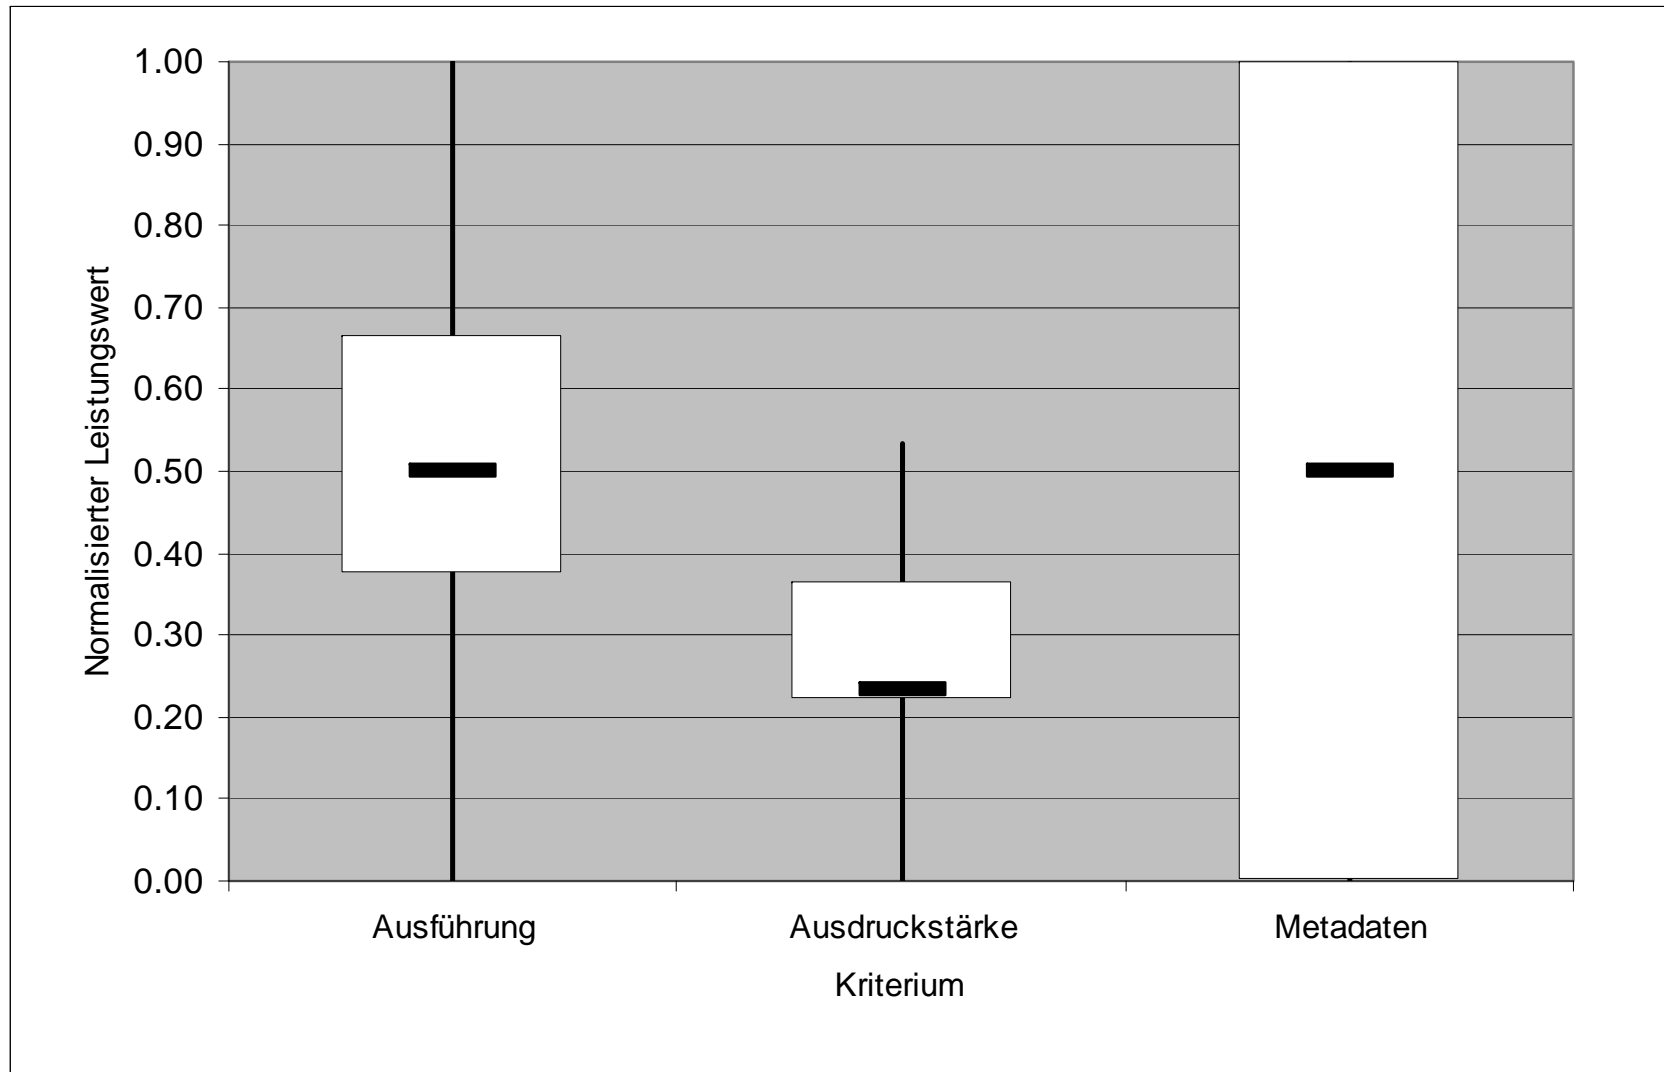 Normalisierter Leistungswert
1.00
0.90
0.80
0.70
0.60
0.50
0.40
0.30
0.20
0.10
0.00
Ausführung
Ausdruckstärke
Metadaten
Kriterium